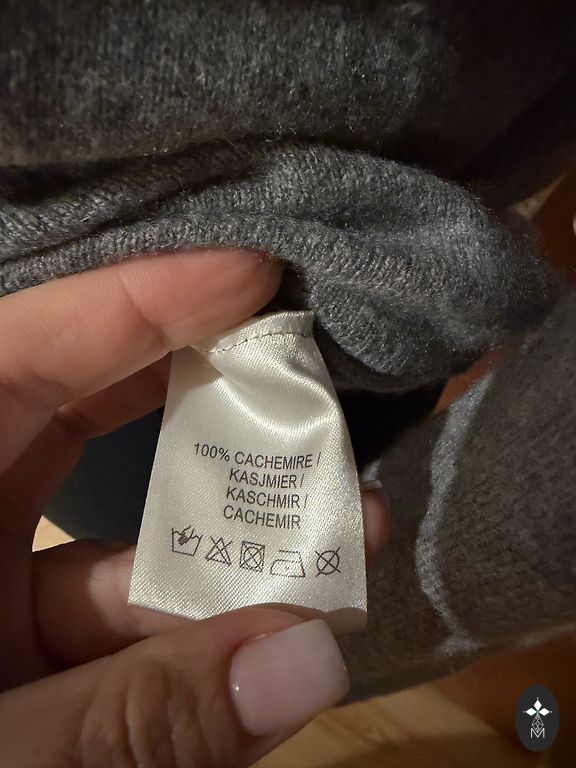 100% CACHEMIRE /
KASJMIER /
KASCHMIR /
CACHEMIR